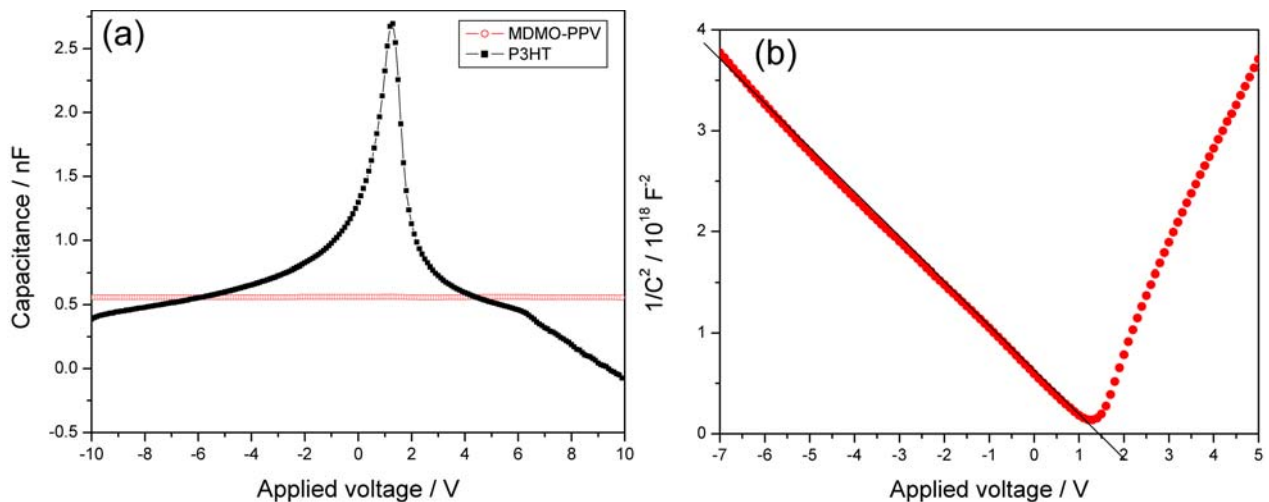 (a)
MDMO-PPV
P3HT
2.5
2.0
1.5
1.0
0.5
0.0
-0.5
Capacitance / nF
-10 -8 -6 -4 -2 0 2 4 6 8 10
Applied voltage / V
(b)
4
3
2
1
0
1/C² / 10¹⁸ F⁻²
-7 -6 -5 -4 -3 -2 -1 0 1 2 3 4 5
Applied voltage / V